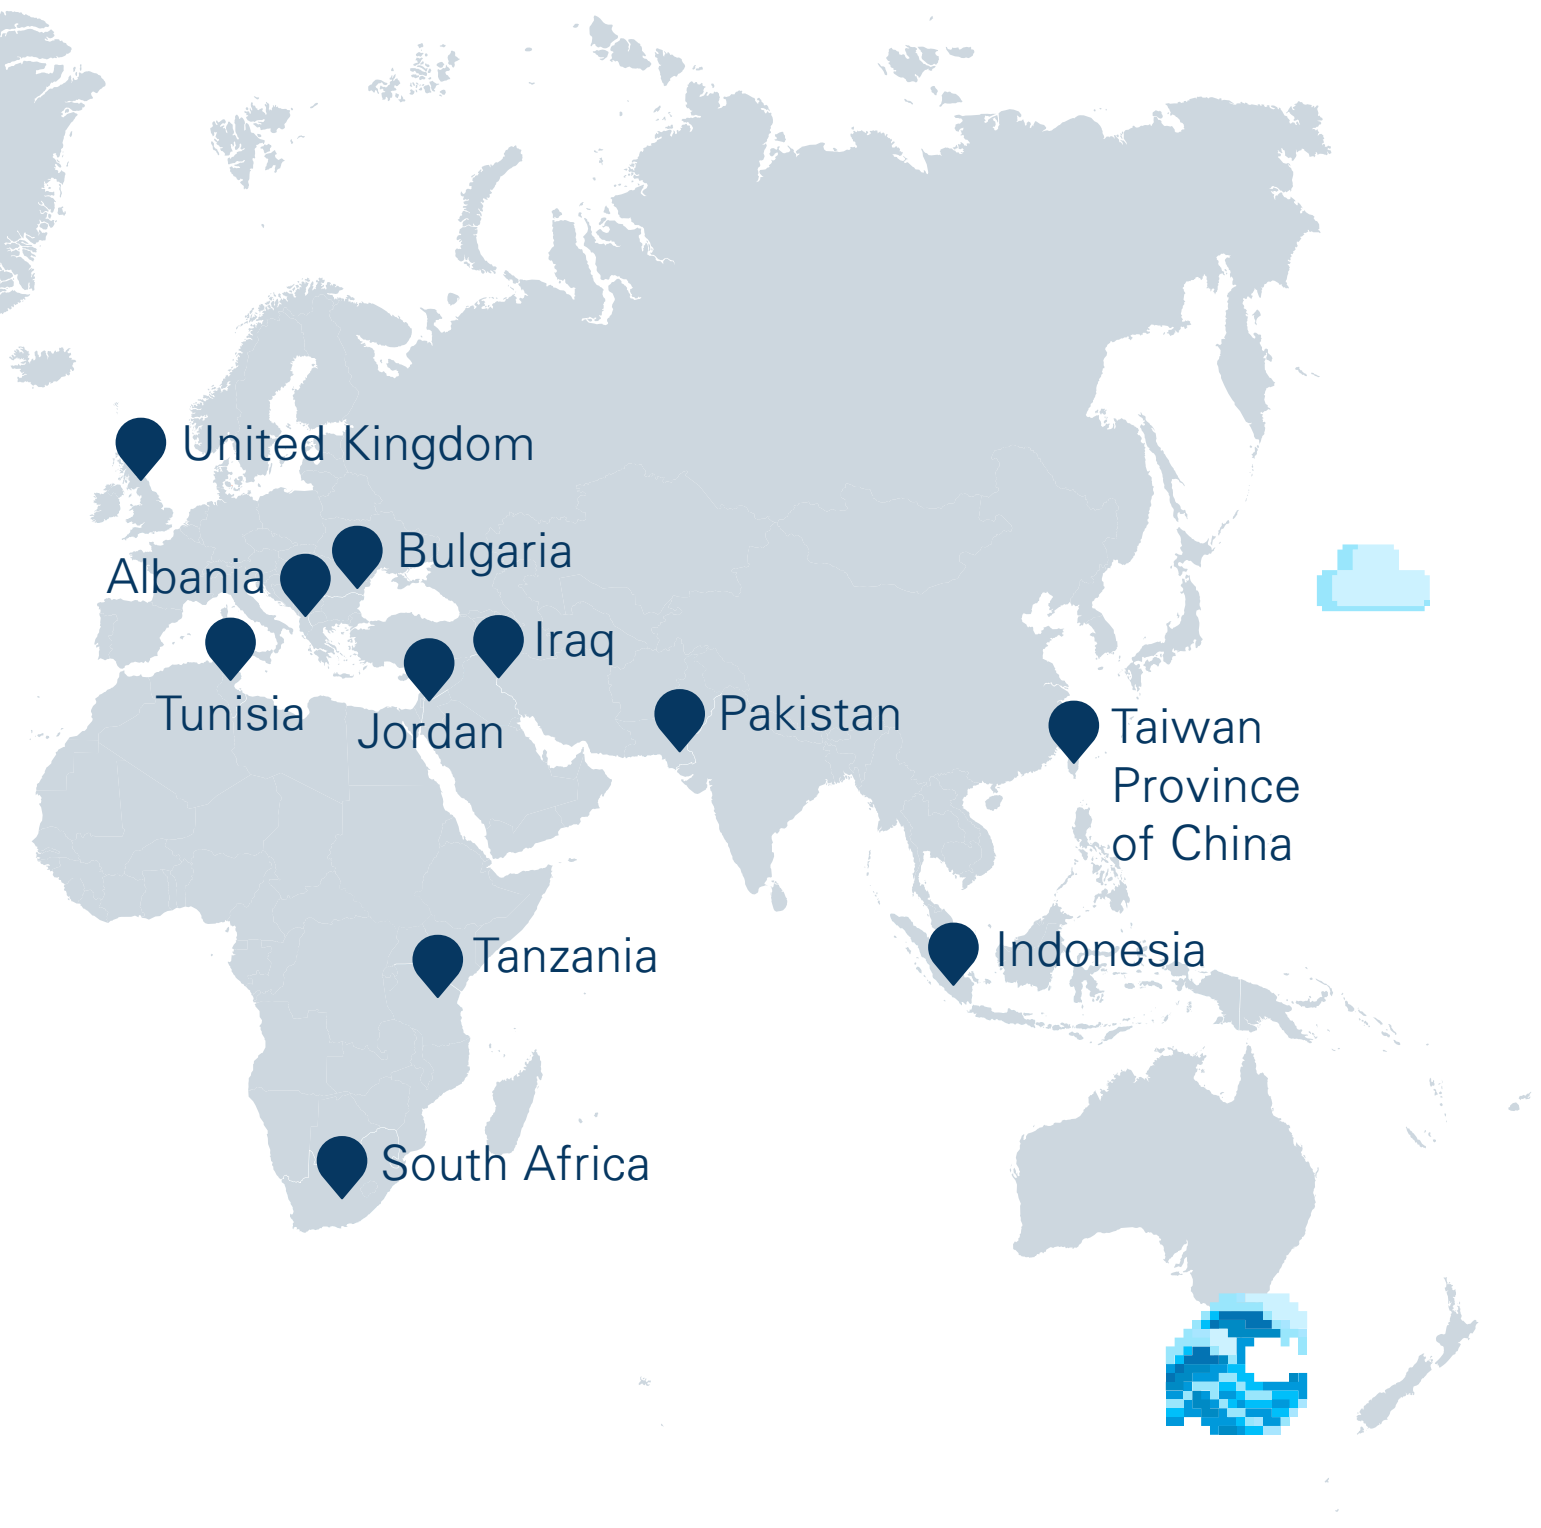 United Kingdom
Bulgaria
Albania
Iraq
Tunisia
Jordan
Pakistan
Taiwan
Province
of China
Tanzania
Indonesia
South Africa